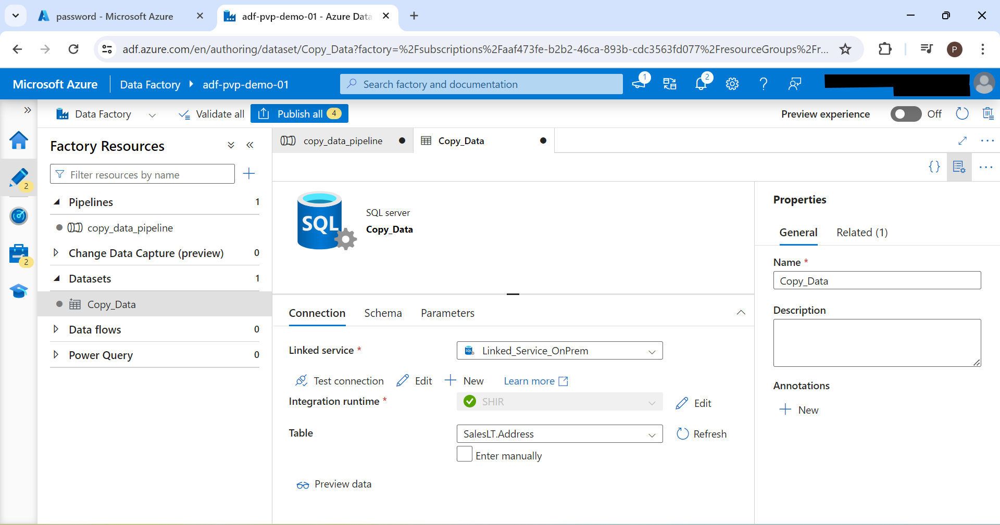 password - Microsoft Azure
adf-pvp-demo-01 - Azure Data
adf.azure.com/en/authoring/dataset/Copy_Data?factory=%2Fsubscriptions%2Faaf473fe-b2b2-46ca-893b-cdc3563fd077%2FresourceGroups%2Fr...
P
Microsoft Azure
Data Factory
adf-pvp-demo-01
Search factory and documentation
1
2
Data Factory
Validate all
Publish all 4
Preview experience
Off
Factory Resources
Filter resources by name
2
2
Pipelines 1
copy_data_pipeline
Change Data Capture (preview) 0
Datasets 1
Copy_Data
Data flows 0
Power Query 0
copy_data_pipeline
Copy_Data
SQL
SQL server
Copy_Data
Connection
Schema
Parameters
Linked service *
SQL
Linked_Service_OnPrem
Test connection
Edit
New
Learn more
Integration runtime *
SHIR
Edit
Table
SalesLT.Address
Refresh
Enter manually
Preview data
Properties
General
Related (1)
Name *
Copy_Data
Description
Annotations
New